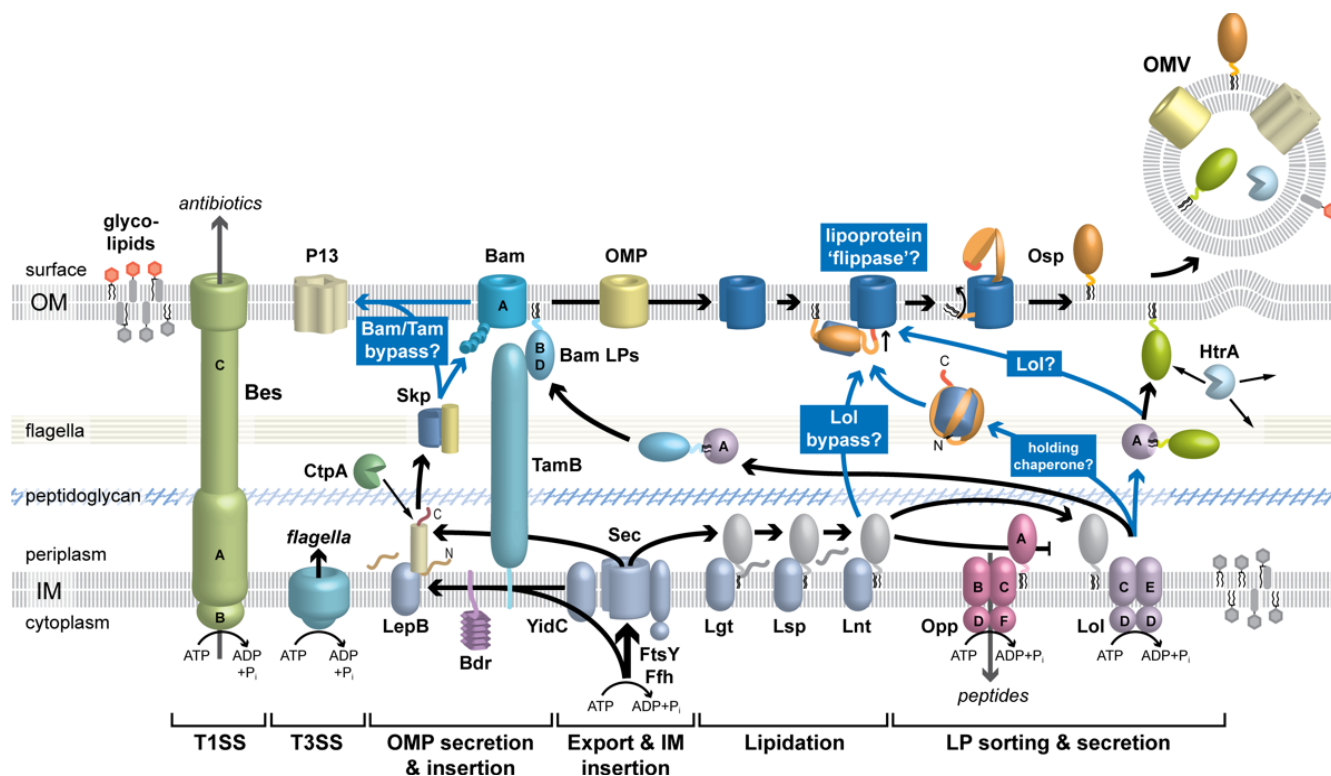 OMV
antibiotics
glyco-
lipids
P13
Bam
OMP
lipoprotein
'flippase'?
Osp
surface
OM
A
Bam/Tam
bypass?
B
D
Bam LPs
C
Bes
Skp
Lol?
HtrA
C
N
Lol
bypass?
flagella
A
holding
chaperone?
A
CtpA
TamB
peptidoglycan
C
N
Sec
A
periplasm
A
flagella
IM
cytoplasm
B
LepB
Bdr
YidC
FtsY
Ffh
Lgt
Lsp
Lnt
B
C
D
F
Opp
C
E
D
D
Lol
ATP
ADP
+Pi
ATP
ADP
+Pi
ATP
ADP+Pi
ATP
ADP+Pi
ATP
ADP+Pi
peptides
T1SS
T3SS
OMP secretion
& insertion
Export & IM
insertion
Lipidation
LP sorting & secretion